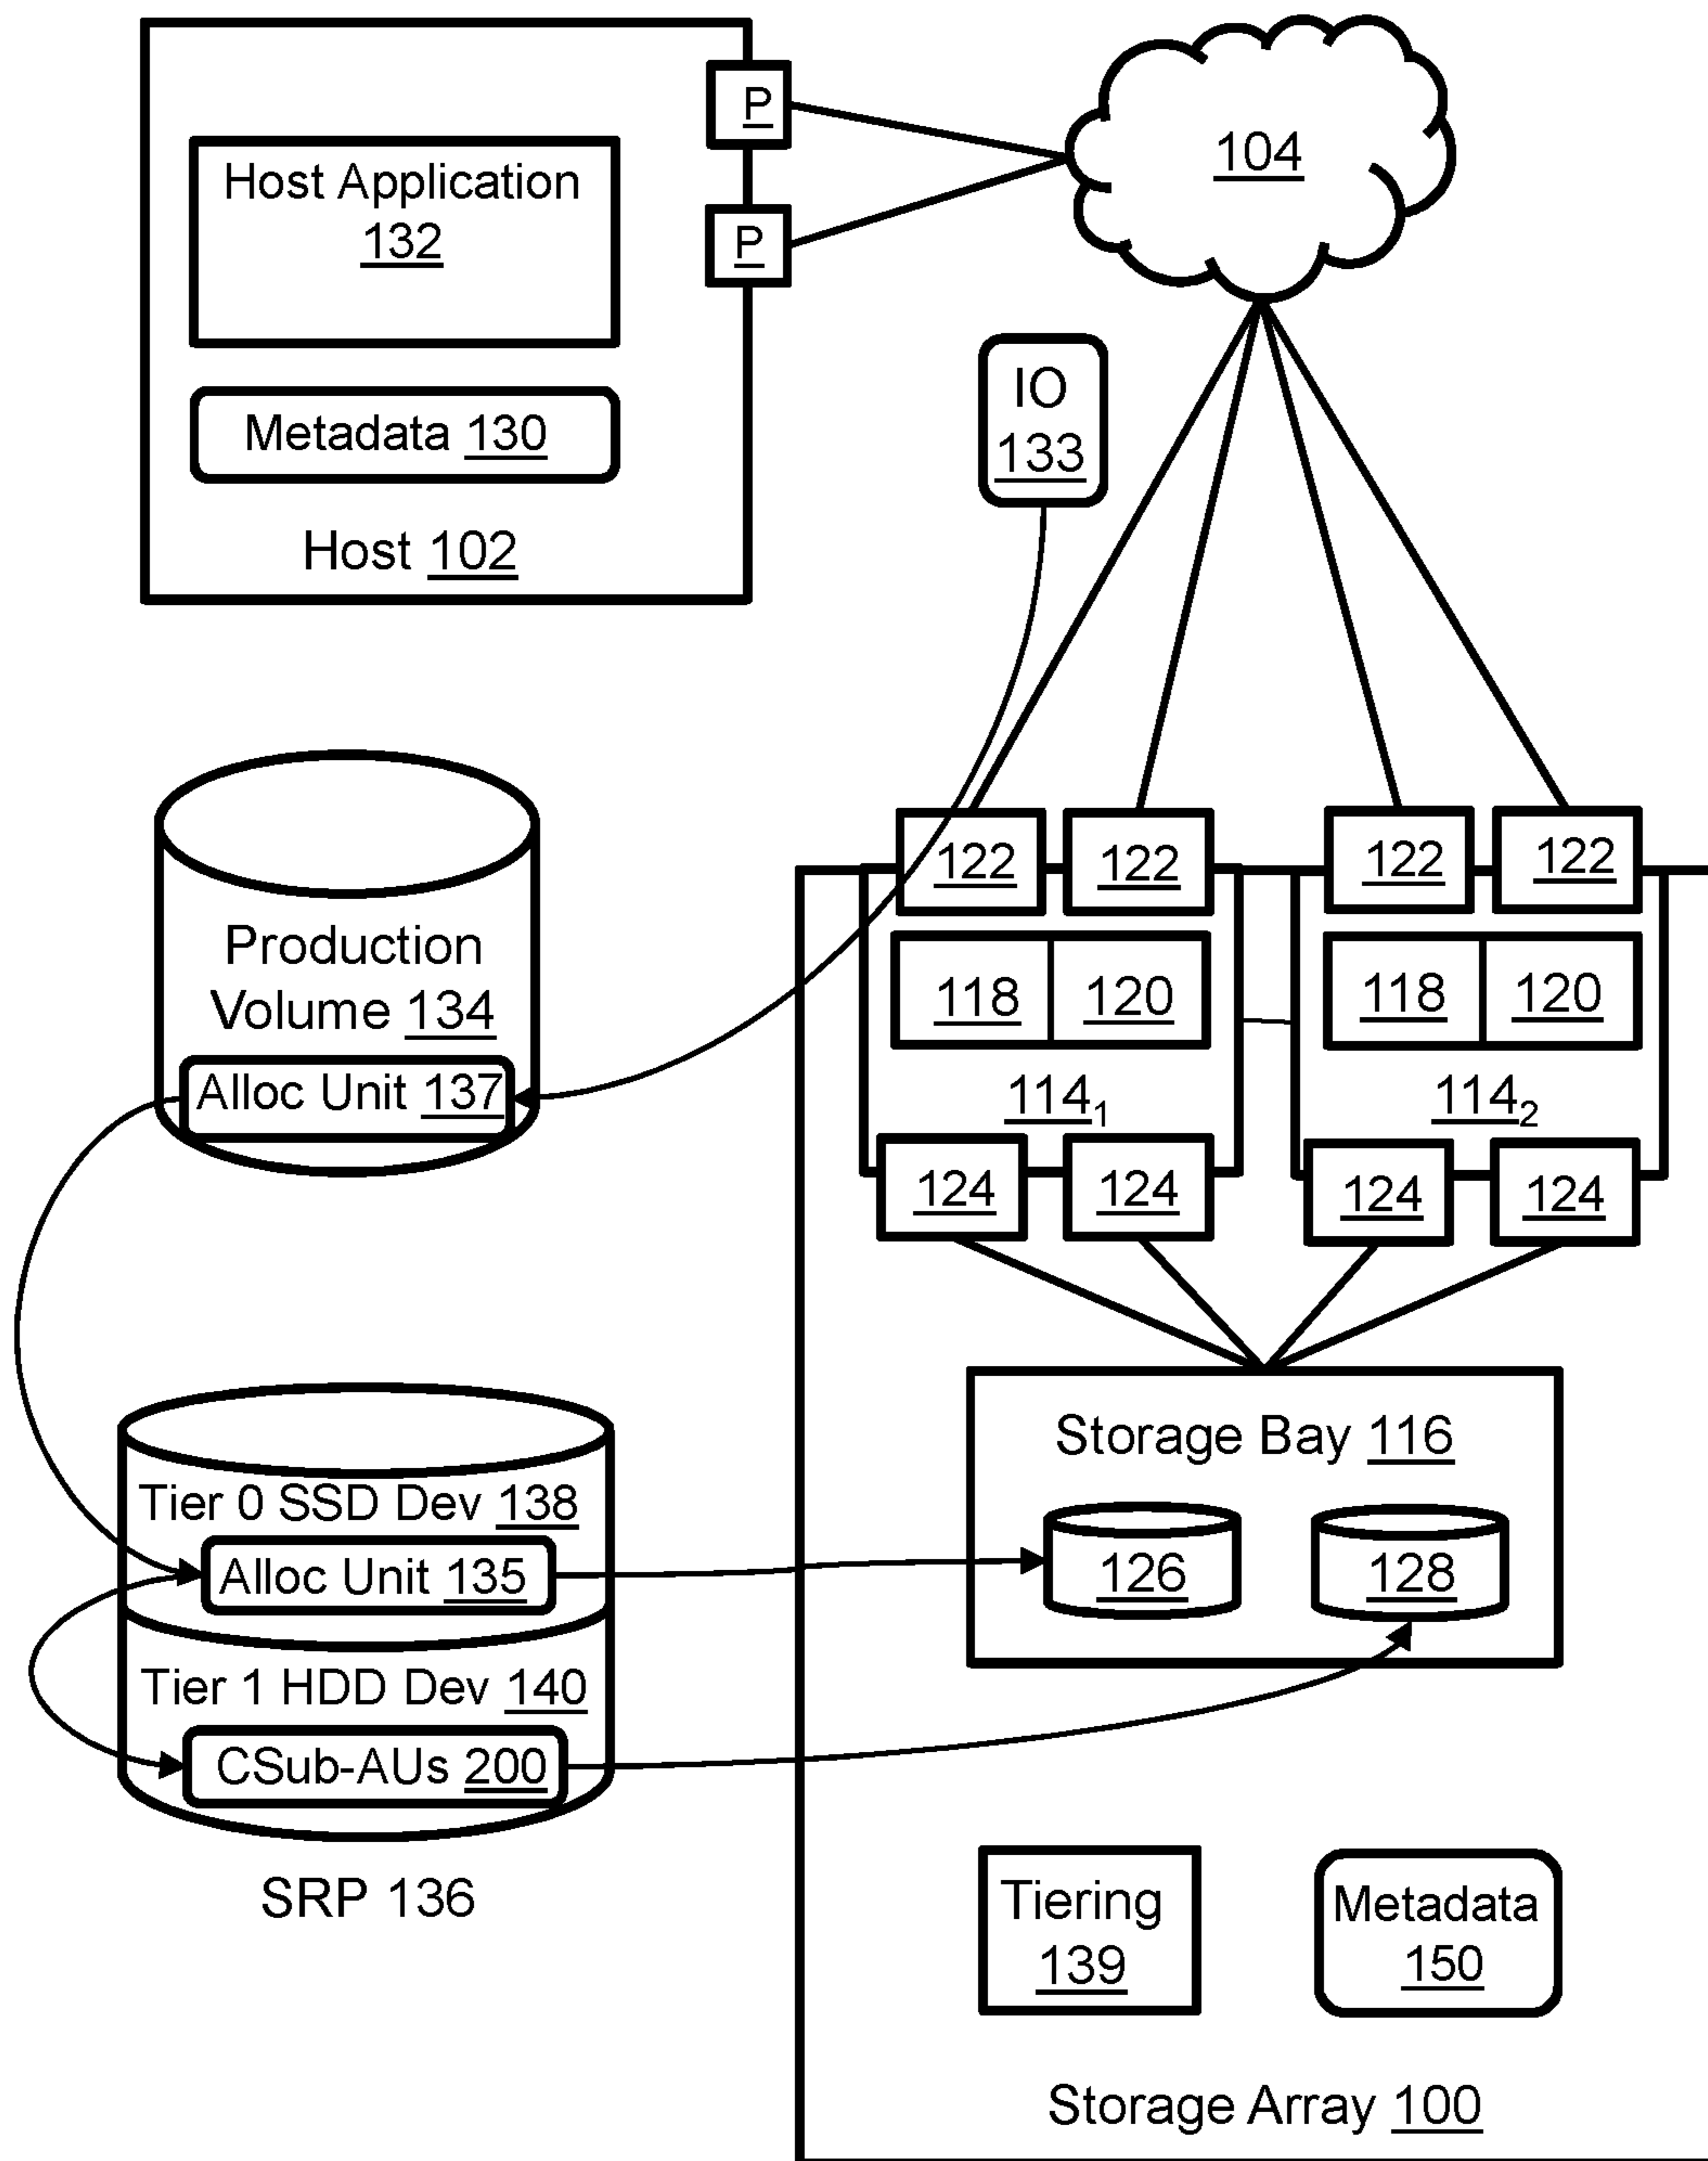 P
104
Host Application
132
P
IO
133
Metadata 130
Host 102
122
122
122
122
Production
Volume 134
118
120
118
120
Alloc Unit 137
114₁
114₂
124
124
124
124
Storage Bay 116
Tier 0 SSD Dev 138
Alloc Unit 135
126
128
Tier 1 HDD Dev 140
CSub-AUs 200
SRP 136
Tiering
139
Metadata
150
Storage Array 100